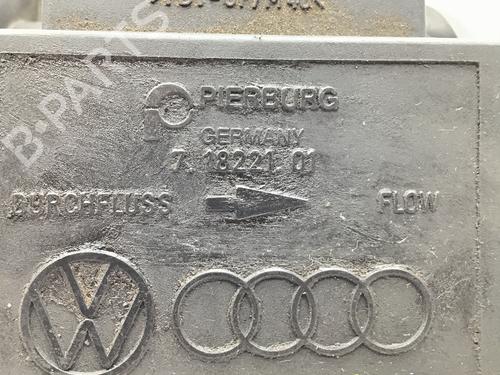 PIERBURG
GERMANY
7.18221.01
DURCHFLUSS FLOW
B-PARTS